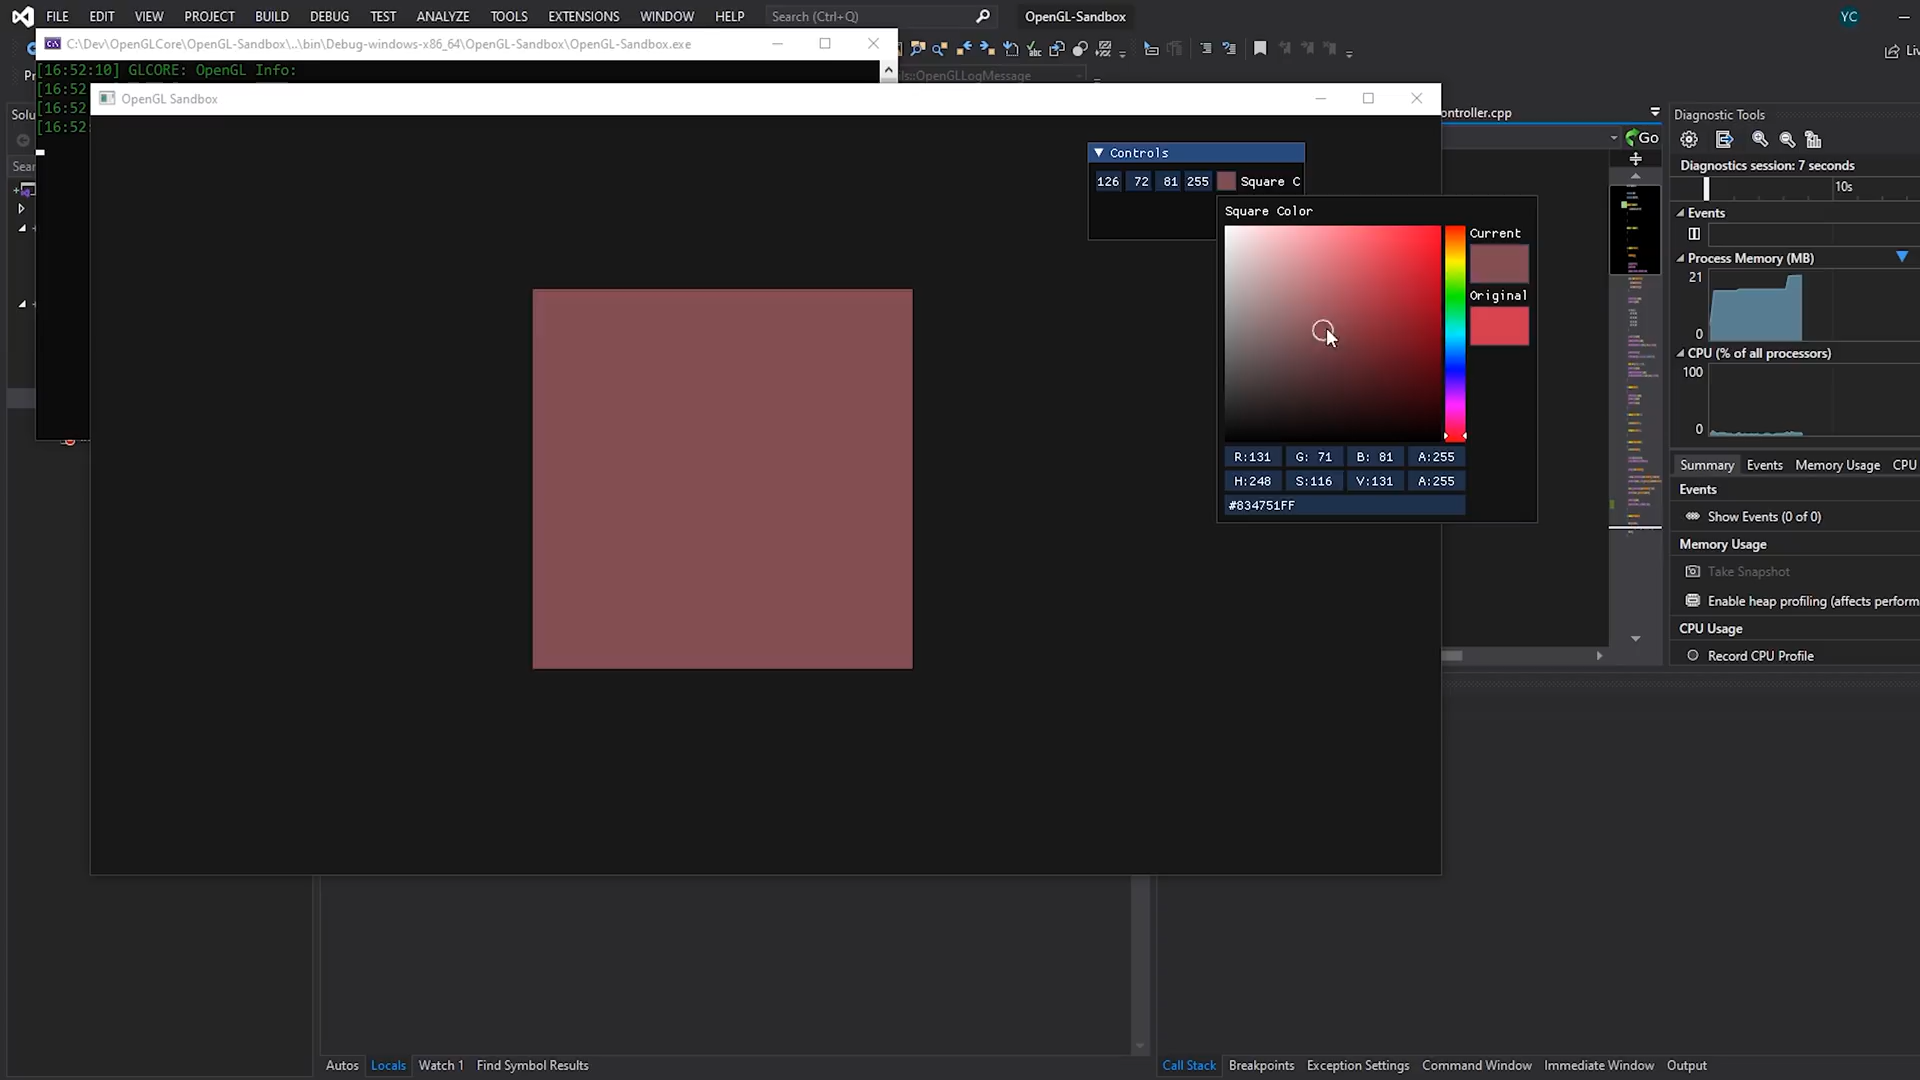 FILE EDIT VIEW PROJECT BUILD DEBUG TEST ANALYZE TOOLS EXTENSIONS WINDOW HELP Search (Ctrl+Q) OpenGL-Sandbox YC
C:\Dev\OpenGLCore\OpenGL-Sandbox\..\bin\Debug-windows-x86_64\OpenGL-Sandbox\OpenGL-Sandbox.exe
[16:52:10] GLCORE: OpenGL Info:
[16:52
[16:52
[16:52:
ls::OpenGLLogMessage
OpenGL Sandbox
Solu
Sear
ontroller.cpp
Go
Controls
126 72 81 255 Square C
Square Color
Current
Original
R:131 G: 71 B: 81 A:255
H:248 S:116 V:131 A:255
#834751FF
Diagnostic Tools
Diagnostics session: 7 seconds
10s
Events
Process Memory (MB)
21
0
CPU (% of all processors)
100
0
Summary Events Memory Usage CPU
Events
Show Events (0 of 0)
Memory Usage
Take Snapshot
Enable heap profiling (affects perform
CPU Usage
Record CPU Profile
Autos Locals Watch 1 Find Symbol Results
Call Stack Breakpoints Exception Settings Command Window Immediate Window Output